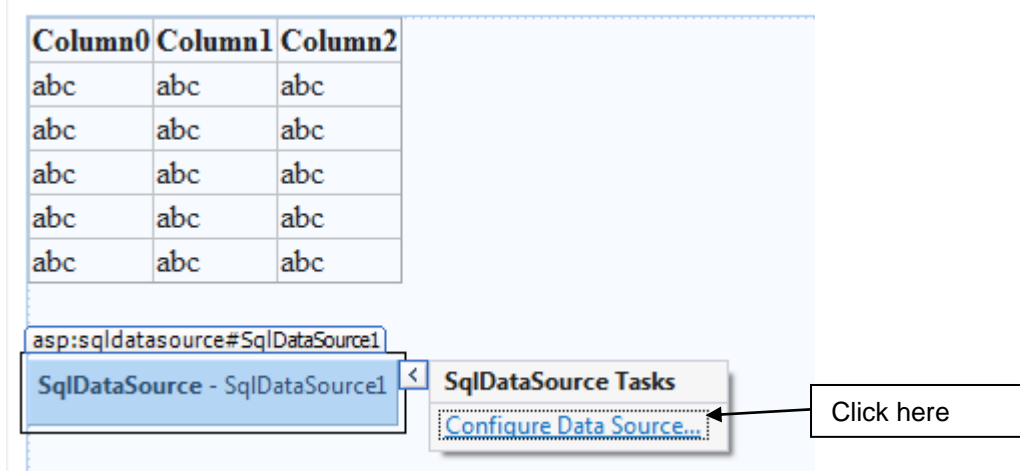 Column0 Column1 Column2
abc abc abc
abc abc abc
abc abc abc
abc abc abc
abc abc abc
asp:sqldatasource#SqlDataSource1
SqlDataSource - SqlDataSource1
<
SqlDataSource Tasks
Configure Data Source...
Click here